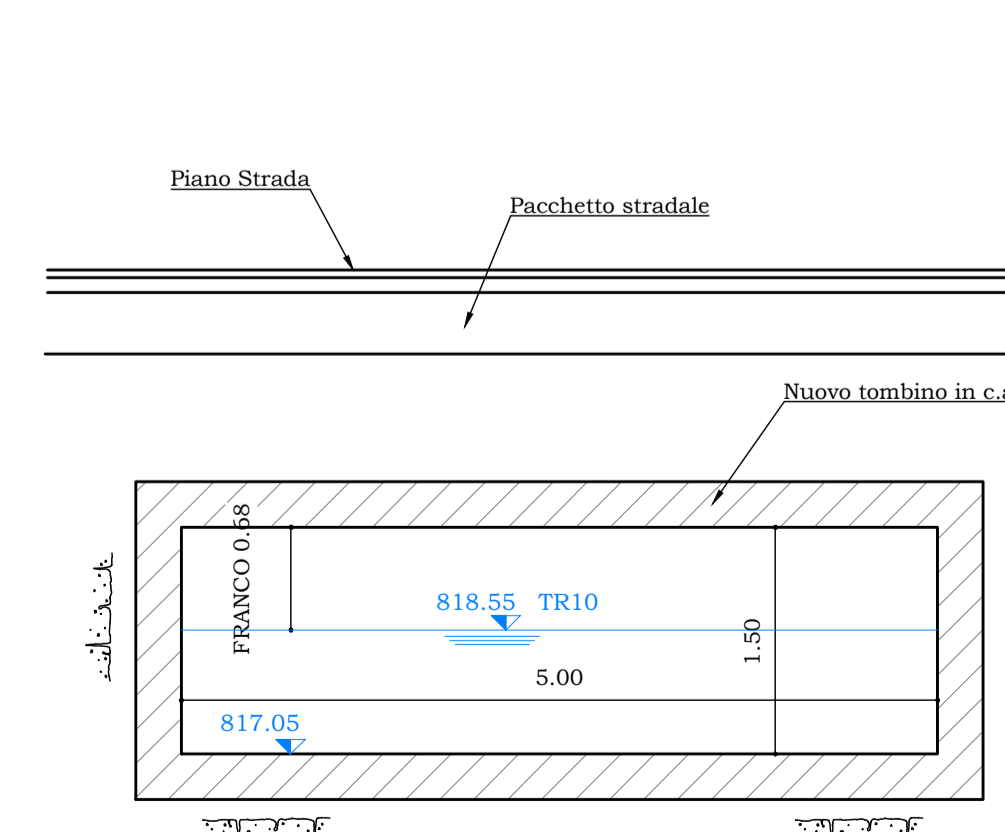 Piano Strada
Pacchetto stradale
Nuovo tombino in c.a
FRANCO 0.68
818.55 TR10
1.50
5.00
817.05